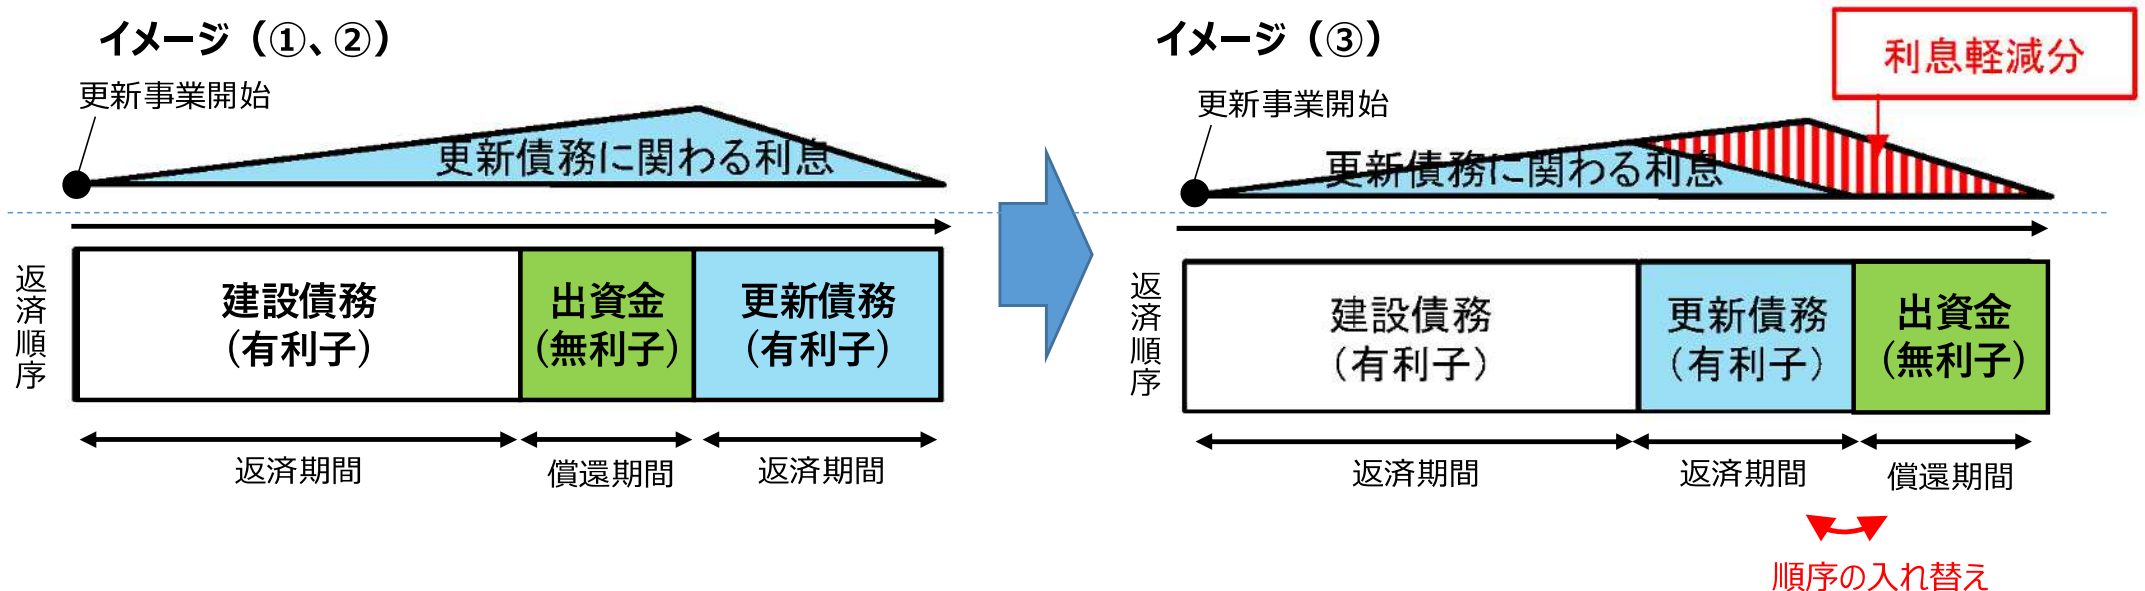 イメージ（①、②）
更新事業開始
更新債務に関わる利息
返済順序
建設債務
（有利子）
出資金
（無利子）
更新債務
（有利子）
返済期間
償還期間
返済期間
イメージ（③）
利息軽減分
更新事業開始
更新債務に関わる利息
返済順序
建設債務
（有利子）
更新債務
（有利子）
出資金
（無利子）
返済期間
返済期間
償還期間
順序の入れ替え